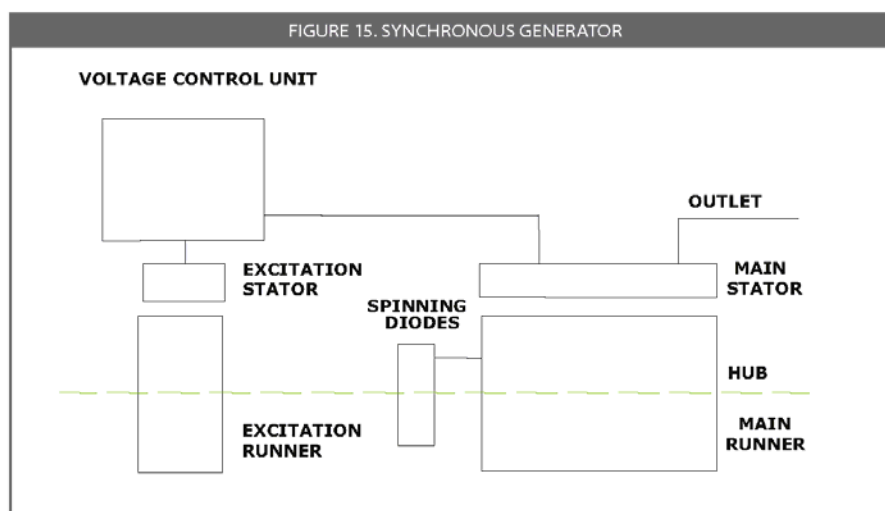 FIGURE 15. SYNCHRONOUS GENERATOR
VOLTAGE CONTROL UNIT
OUTLET
EXCITATION
STATOR
MAIN
STATOR
SPINNING
DIODES
HUB
EXCITATION
RUNNER
MAIN
RUNNER